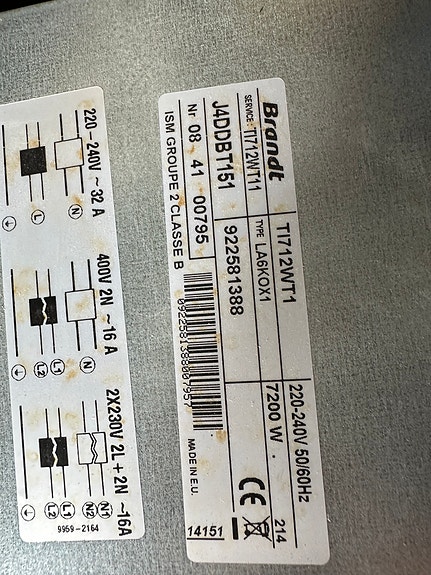 Brandt TI712WT1 220-240V 50/60Hz
SERVICE: TI712WT11 TYPE LA6KOX1 7200 W . 214
J4DDBT151 922581388
Nr 08 41 00795
ISM GROUPE 2 CLASSE B
0922581388007957
MADE IN E.U.
CE
14151
220-240V ~ 32 A
N
L
400V 2N ~16 A
N
L1
L2
2X230V 2L + 2N ~16A
N1
N2
L1
L2
9959-2164